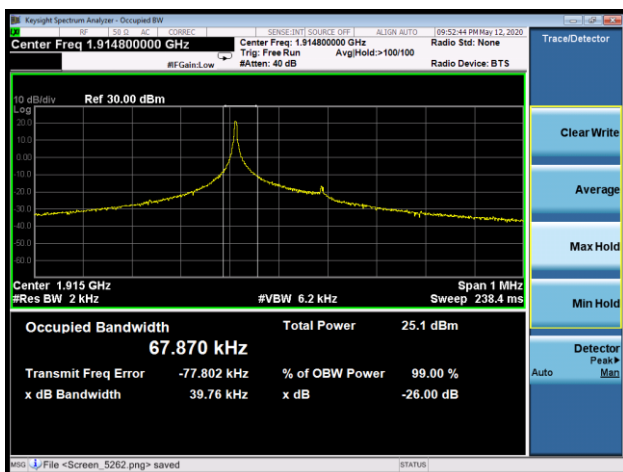 Keysight Spectrum Analyzer - Occupied BW
RF 50 Ω AC CORREC SENSE:INT SOURCE OFF ALIGN AUTO 09:52:44 PM May 12, 2020
Center Freq 1.914800000 GHz
Center Freq: 1.914800000 GHz
Radio Std: None
Trace/Detector
Trig: Free Run Avg|Hold:>100/100
#IFGain:Low #Atten: 40 dB Radio Device: BTS
10 dB/div Ref 30.00 dBm
Log
20.0
10.0
0.00
-10.0
-20.0
-30.0
-40.0
-50.0
-60.0
Center 1.915 GHz Span 1 MHz
#Res BW 2 kHz #VBW 6.2 kHz Sweep 238.4 ms
Occupied Bandwidth Total Power 25.1 dBm
67.870 kHz
Transmit Freq Error -77.802 kHz % of OBW Power 99.00 %
x dB Bandwidth 39.76 kHz x dB -26.00 dB
Clear Write
Average
Max Hold
Min Hold
Detector
Peak▶
Auto Man
MSG File <Screen_5262.png> saved STATUS